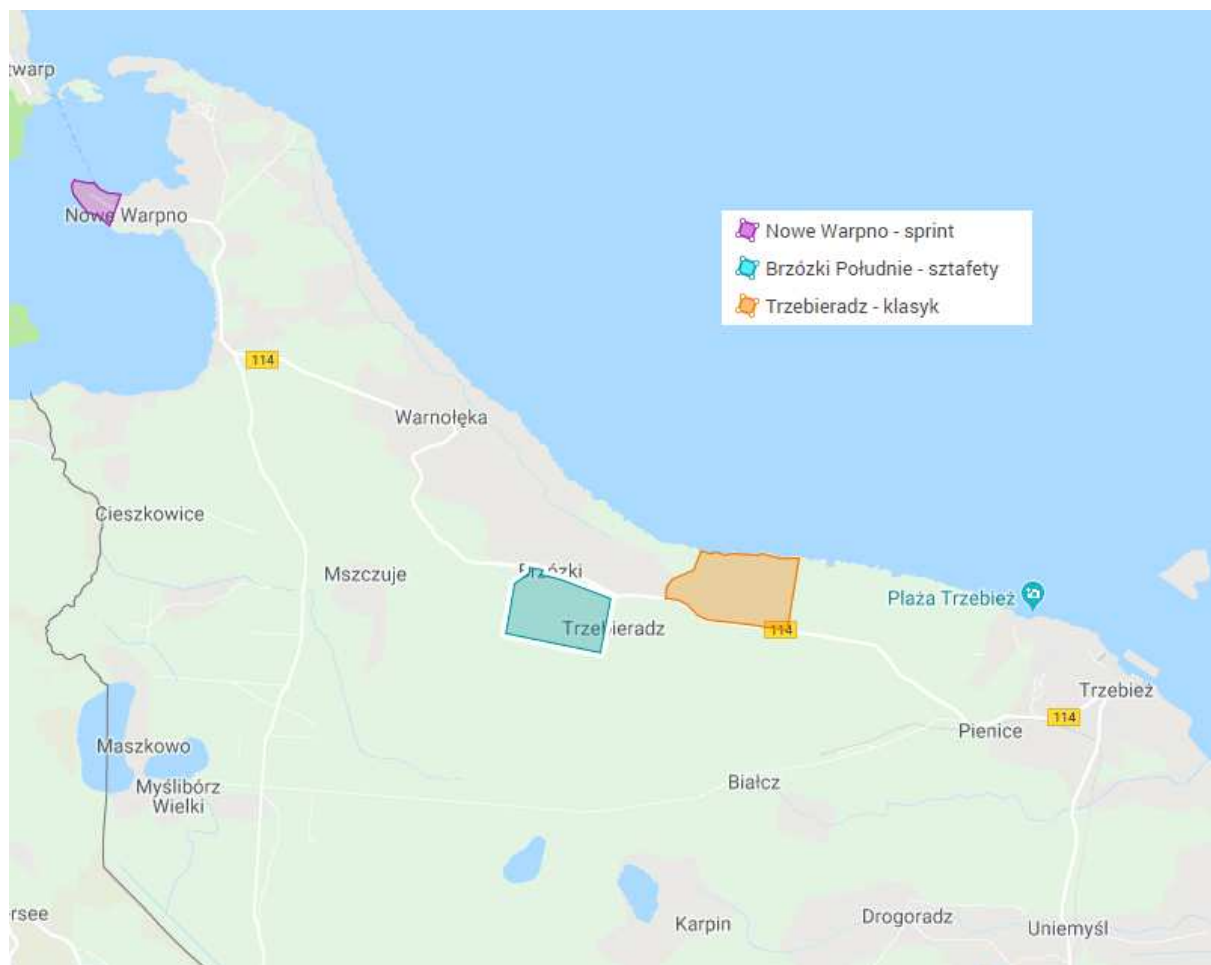 twarp
Nowe Warpno
Nowe Warpno - sprint
Brzózki Południe - sztafety
Trzebieradz - klasyk
114
Warnołęka
Cieszkowice
Mszczuje
Brzózki
Plaża Trzebież
Trzebieradz
114
Trzebież
114
Pienice
Maszkowo
Myślibórz
Wielki
Białcz
rsee
Karpin
Drogoradz
Uniemyśl